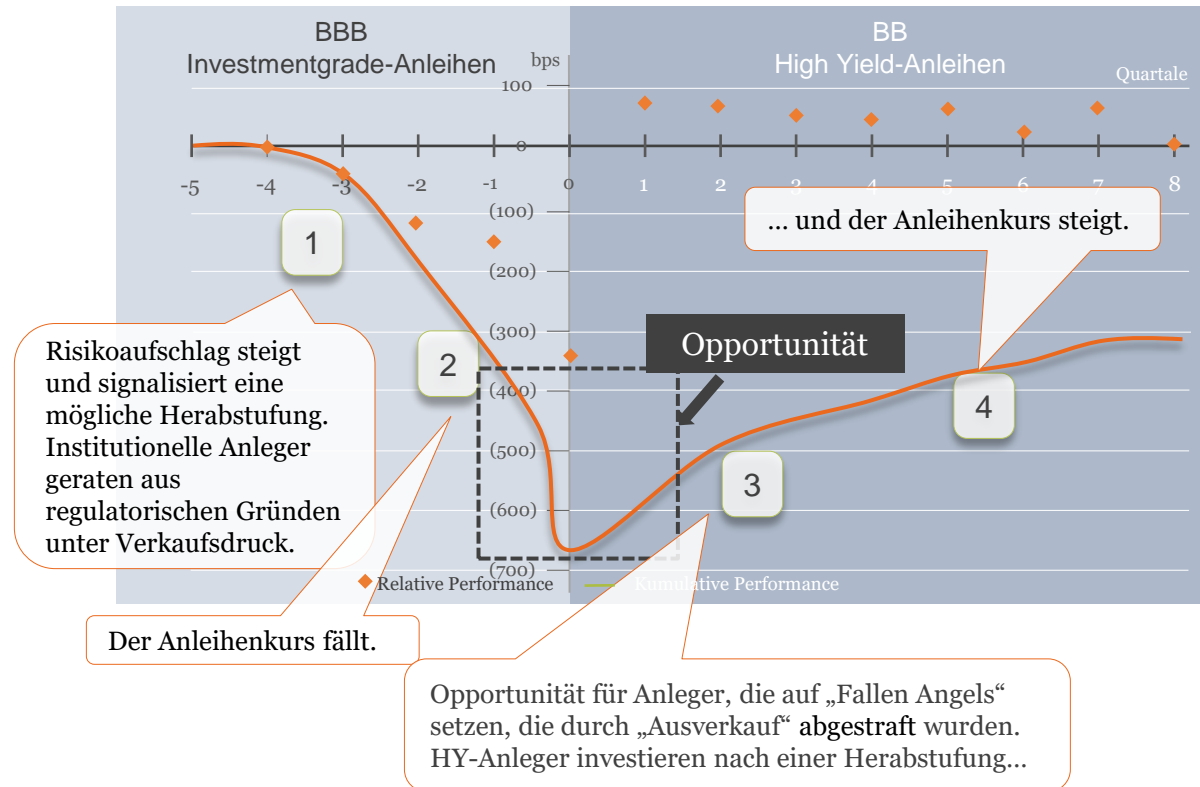 BBB
Investmentgrade-Anleihen
BB
High Yield-Anleihen
bps
Quartale
100
0
-5
-4
-3
-2
-1
0
1
2
3
4
5
6
7
8
(100)
(200)
(300)
(400)
(500)
(600)
(700)
1
2
3
4
Opportunität
... und der Anleihenkurs steigt.
Risikoaufschlag steigt
und signalisiert eine
mögliche Herabstufung.
Institutionelle Anleger
geraten aus
regulatorischen Gründen
unter Verkaufsdruck.
Relative Performance
Kumulative Performance
Der Anleihenkurs fällt.
Opportunität für Anleger, die auf „Fallen Angels“
setzen, die durch „Ausverkauf“ abgestraft wurden.
HY-Anleger investieren nach einer Herabstufung...